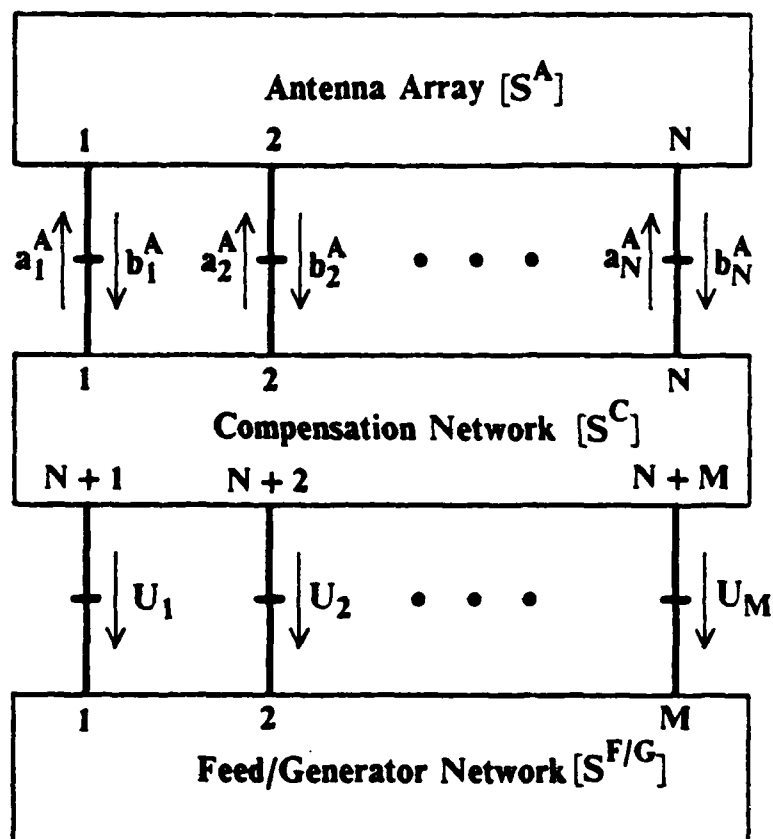 Antenna Array [S^A]
1 2 N
a_1^A b_1^A a_2^A b_2^A • • • a_N^A b_N^A
1 2 N
Compensation Network [S^C]
N + 1 N + 2 N + M
U_1 U_2 • • • U_M
1 2 M
Feed/Generator Network [S^F/G]